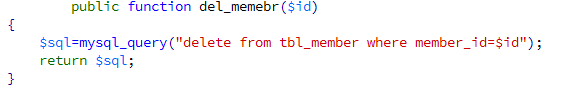 public function del_memebr($id)
{
$sql=mysql_query("delete from tbl_member where member_id=$id");
return $sql;
}